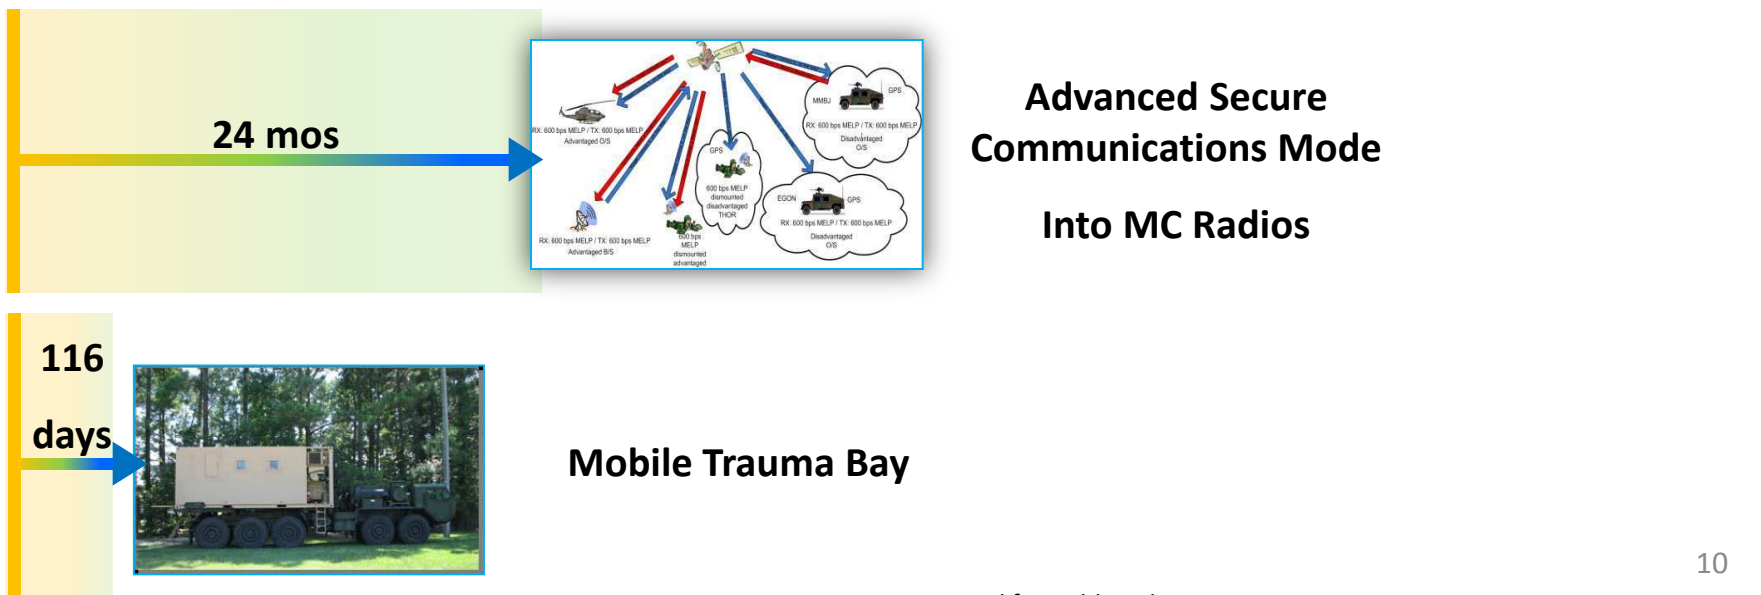 24 mos
GPS
MMBJ
RX: 600 bps MELP / TX: 600 bps MELP
Disadvantaged
O/S
RX: 600 bps MELP / TX: 600 bps MELP
Advantaged O/S
GPS
600 bps MELP
dismounted
disadvantaged
THOR
EGON
GPS
RX: 600 bps MELP / TX: 600 bps MELP
Disadvantaged
O/S
RX: 600 bps MELP / TX: 600 bps MELP
Advantaged B/S
600 bps
MELP
dismounted
advantaged
Advanced Secure
Communications Mode
Into MC Radios
116
days
Mobile Trauma Bay
10